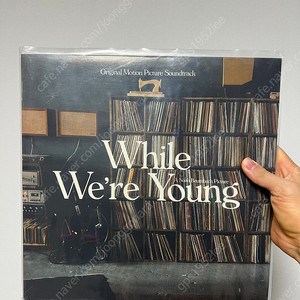 Original Motion Picture Soundtrack
While
We're Young
A Noah Baumbach Picture